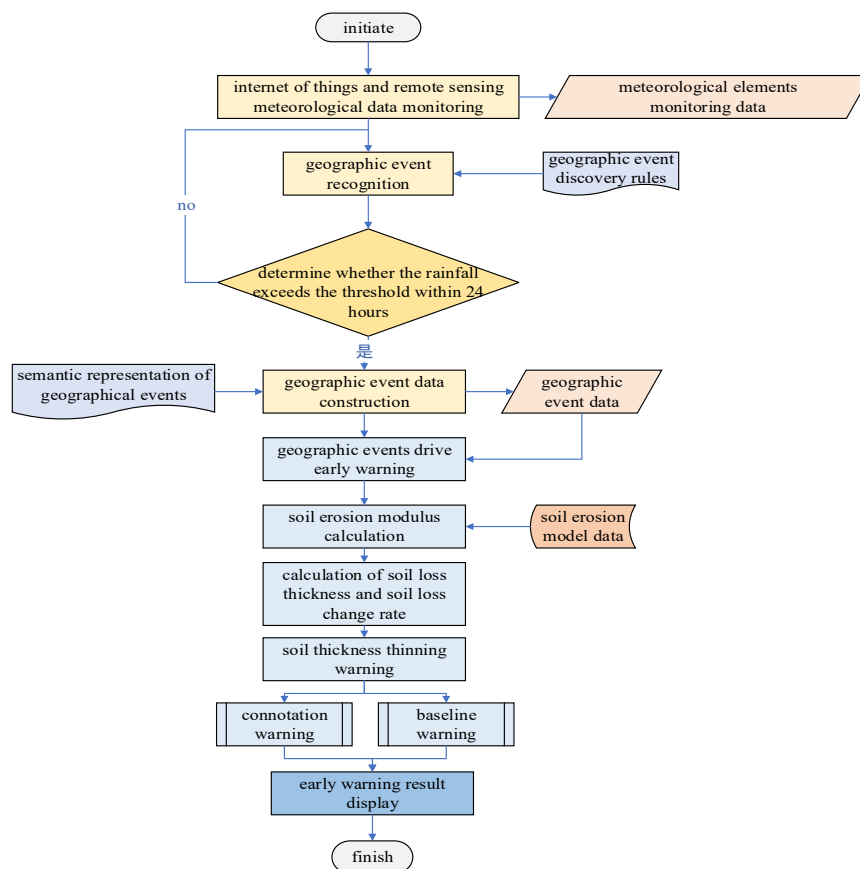 initiate
internet of things and remote sensing
meteorological data monitoring
meteorological elements
monitoring data
geographic event
recognition
geographic event
discovery rules
no
determine whether the rainfall
exceeds the threshold within 24
hours
是
semantic representation of
geographical events
geographic event data
construction
geographic
event data
geographic events drive
early warning
soil erosion modulus
calculation
soil erosion
model data
calculation of soil loss
thickness and soil loss
change rate
soil thickness thinning
warning
connotation
warning
baseline
warning
early warning result
display
finish